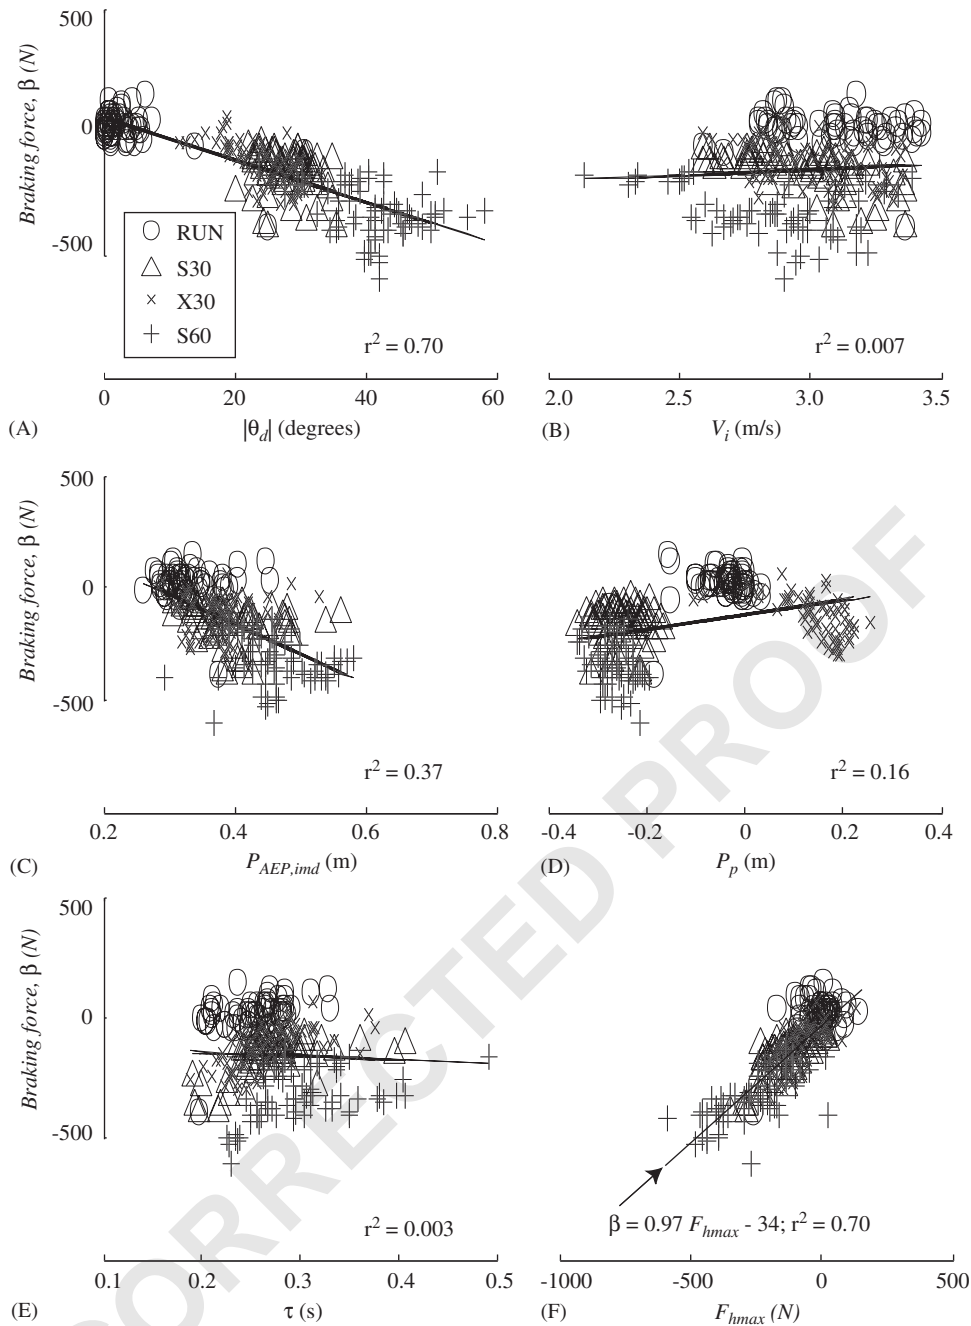 500
Braking force, β (N)
0
-500
RUN
S30
X30
S60
r² = 0.70
r² = 0.007
0 20 40 60
2.0 2.5 3.0 3.5
(A) |θd| (degrees)
(B) Vi (m/s)
500
Braking force, β (N)
0
-500
r² = 0.37
r² = 0.16
0.2 0.4 0.6 0.8
-0.4 -0.2 0 0.2 0.4
(C) PAEP,imd (m)
(D) Pp (m)
500
Braking force, β (N)
0
-500
r² = 0.003
β = 0.97 Fhmax - 34; r² = 0.70
0.1 0.2 0.3 0.4 0.5
-1000 -500 0 500
(E) τ (s)
(F) Fhmax (N)
CORRECTED PROOF